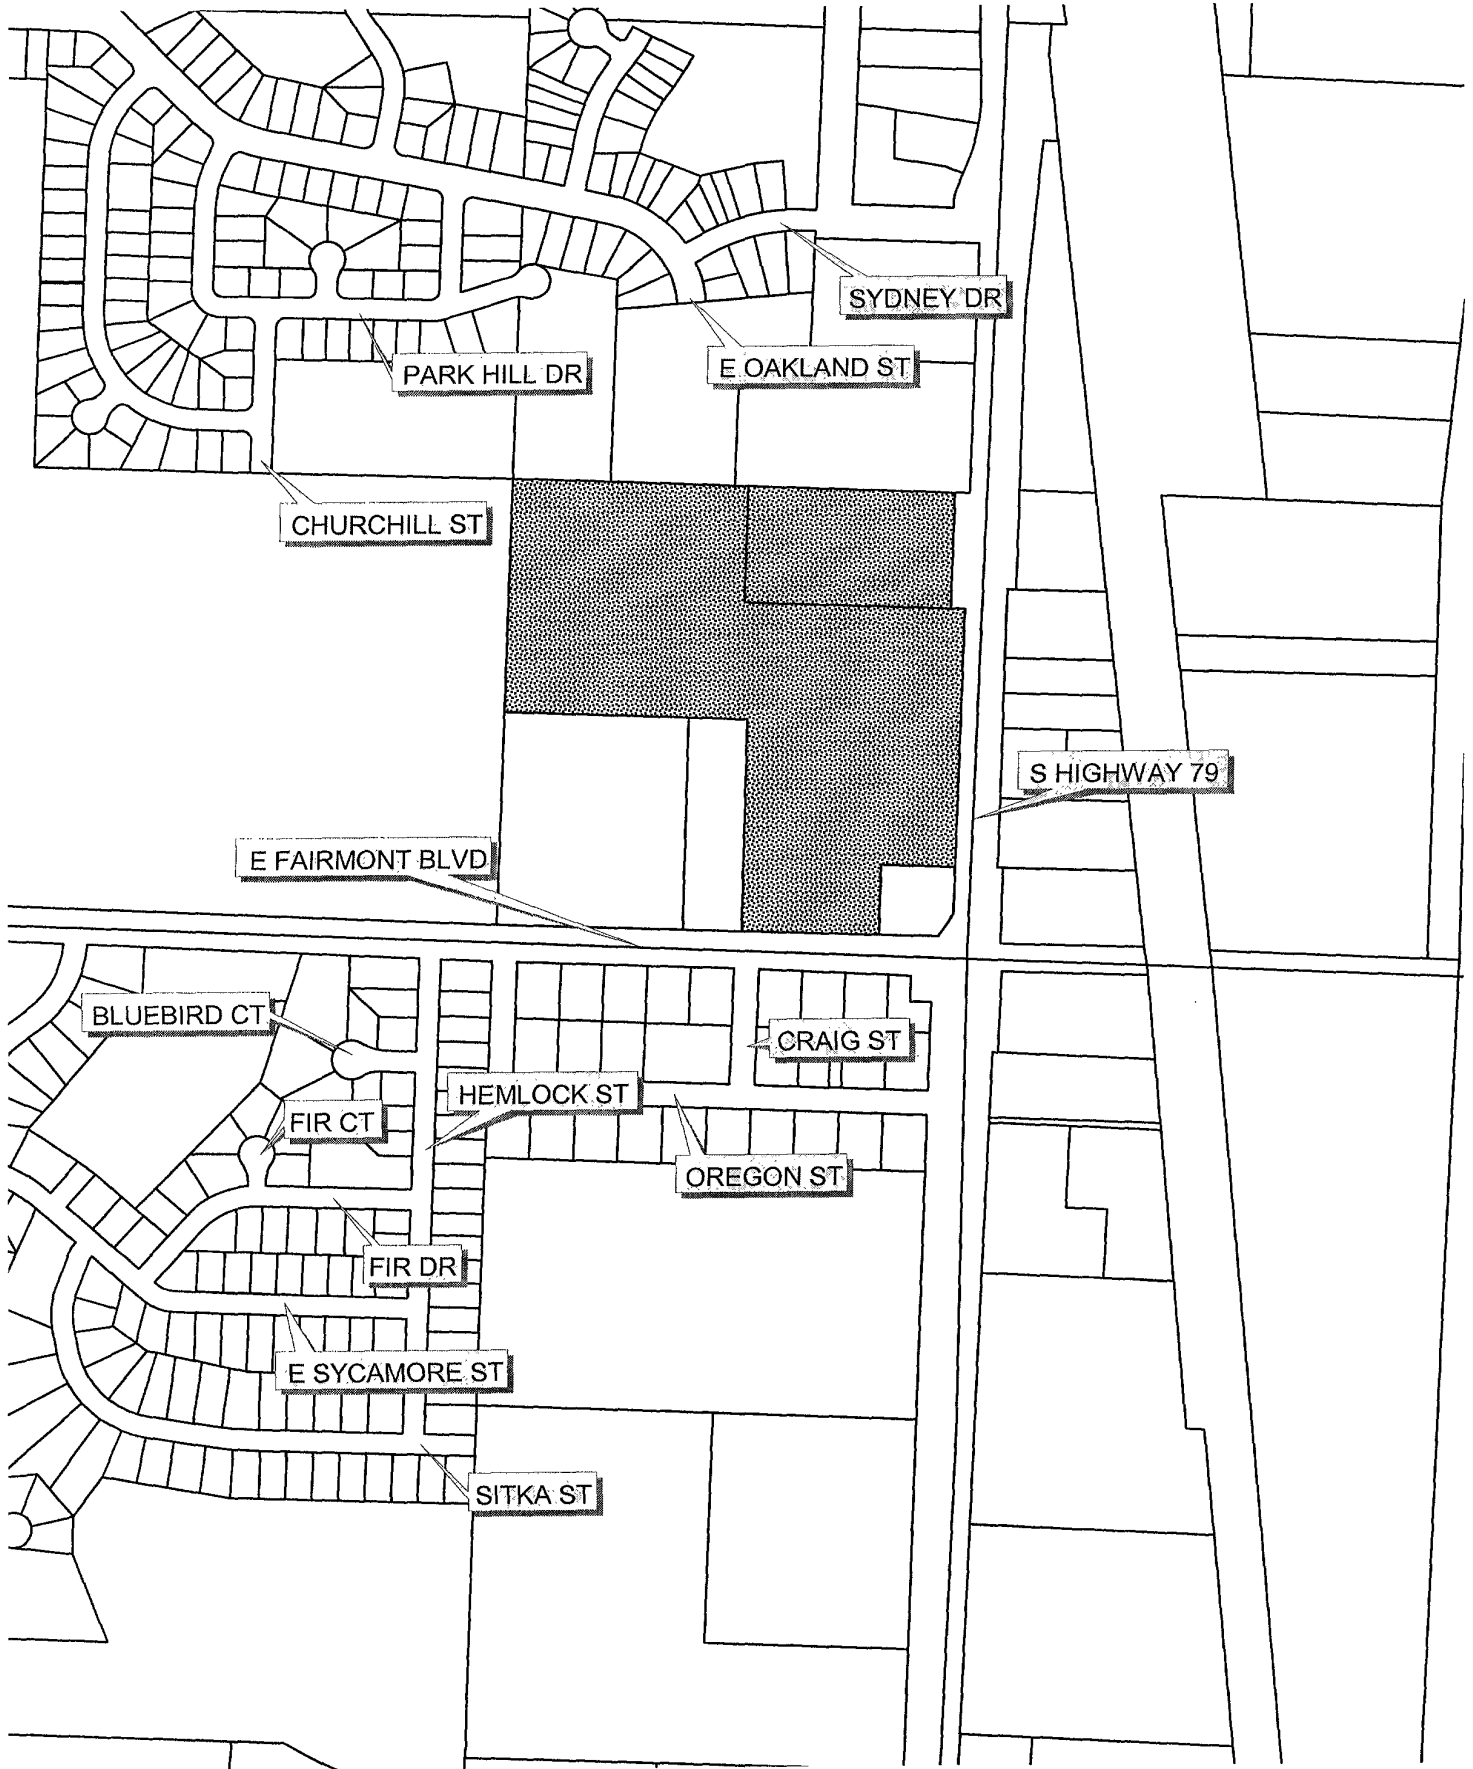 SYDNEY DR
E OAKLAND ST
PARK HILL DR
CHURCHILL ST
S HIGHWAY 79
E FAIRMONT BLVD
BLUEBIRD CT
CRAIG ST
HEMLOCK ST
FIR CT
OREGON ST
FIR DR
E SYCAMORE ST
SITKA ST